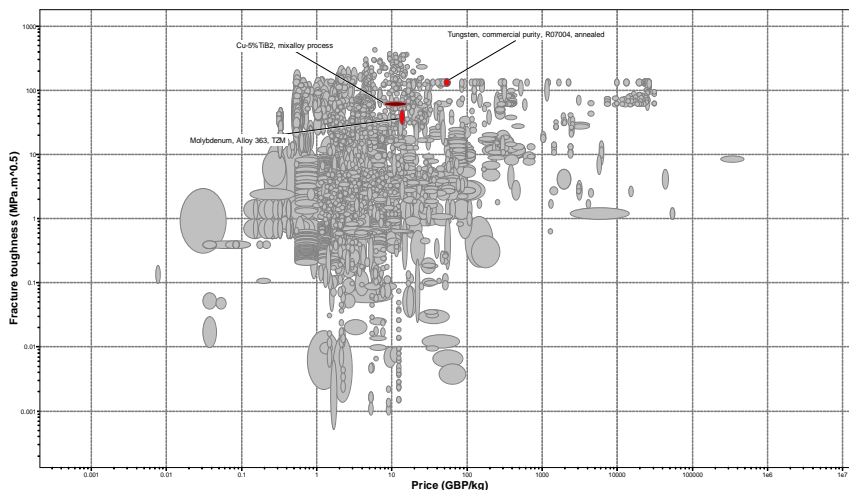 1000
Tungsten, commercial purity, R07004, annealed
Cu-5%TiB2, mixalloy process
100
Molybdenum, Alloy 363, TZM
10
1
0.1
0.01
0.001
Fracture toughness (MPa.m^0.5)
0.001 0.01 0.1 1 10 100 1000 10000 100000 1e6 1e7
Price (GBP/kg)